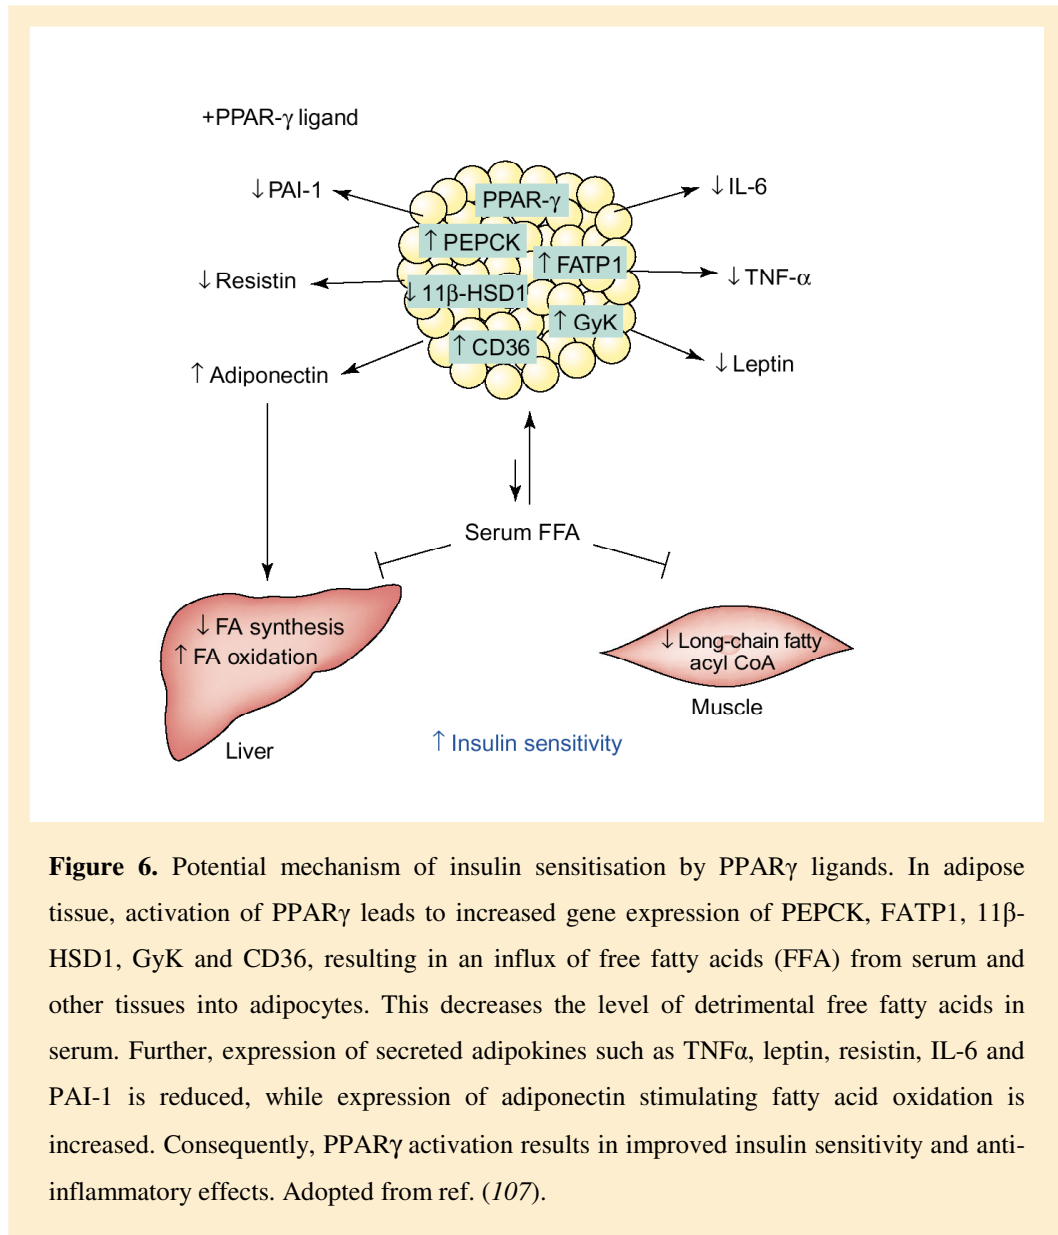 +PPAR-γ ligand
↓PAI-1
PPAR-γ
↓IL-6
↑PEPCK
↑FATP1
↓Resistin
↓11β-HSD1
↓TNF-α
↑GyK
↑CD36
↓Leptin
↑Adiponectin
Serum FFA
↓FA synthesis
↑FA oxidation
↓Long-chain fatty
acyl CoA
Muscle
Liver
↑Insulin sensitivity
Figure 6. Potential mechanism of insulin sensitisation by PPARγ ligands. In adipose
tissue, activation of PPARγ leads to increased gene expression of PEPCK, FATP1, 11β-
HSD1, GyK and CD36, resulting in an influx of free fatty acids (FFA) from serum and
other tissues into adipocytes. This decreases the level of detrimental free fatty acids in
serum. Further, expression of secreted adipokines such as TNFα, leptin, resistin, IL-6 and
PAI-1 is reduced, while expression of adiponectin stimulating fatty acid oxidation is
increased. Consequently, PPARγ activation results in improved insulin sensitivity and anti-
inflammatory effects. Adopted from ref. (107).